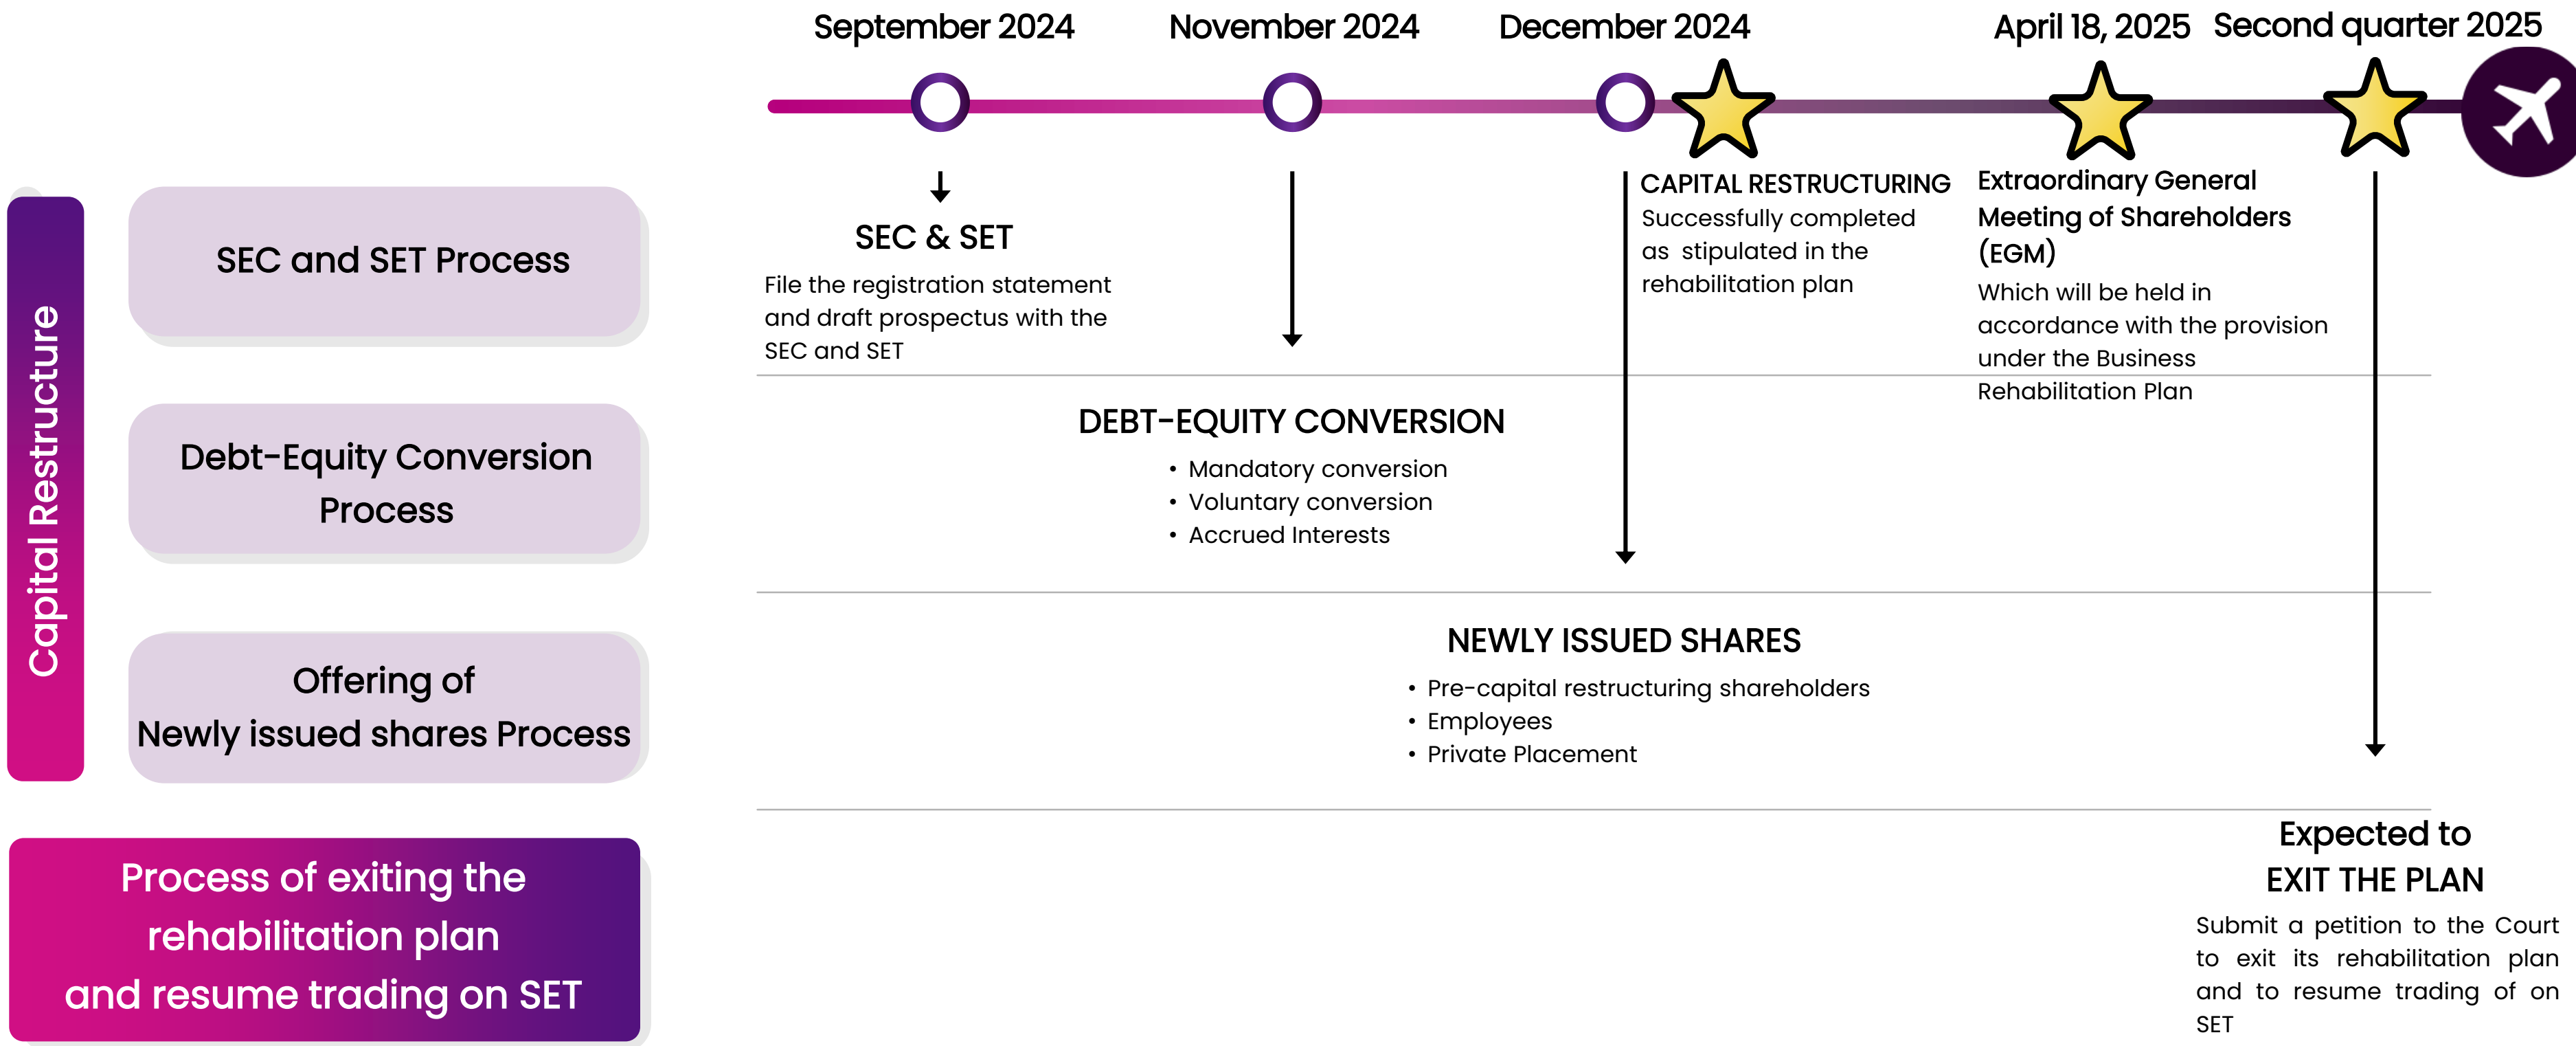 September 2024
November 2024
December 2024
April 18, 2025
Second quarter 2025
Capital Restructure
SEC and SET Process
SEC & SET
File the registration statement
and draft prospectus with the
SEC and SET
CAPITAL RESTRUCTURING
Successfully completed
as stipulated in the
rehabilitation plan
Extraordinary General
Meeting of Shareholders
(EGM)
Which will be held in
accordance with the provision
under the Business
Rehabilitation Plan
Debt-Equity Conversion
Process
DEBT-EQUITY CONVERSION
• Mandatory conversion
• Voluntary conversion
• Accrued Interests
Offering of
Newly issued shares Process
NEWLY ISSUED SHARES
• Pre-capital restructuring shareholders
• Employees
• Private Placement
Process of exiting the
rehabilitation plan
and resume trading on SET
Expected to
EXIT THE PLAN
Submit a petition to the Court
to exit its rehabilitation plan
and to resume trading of on
SET